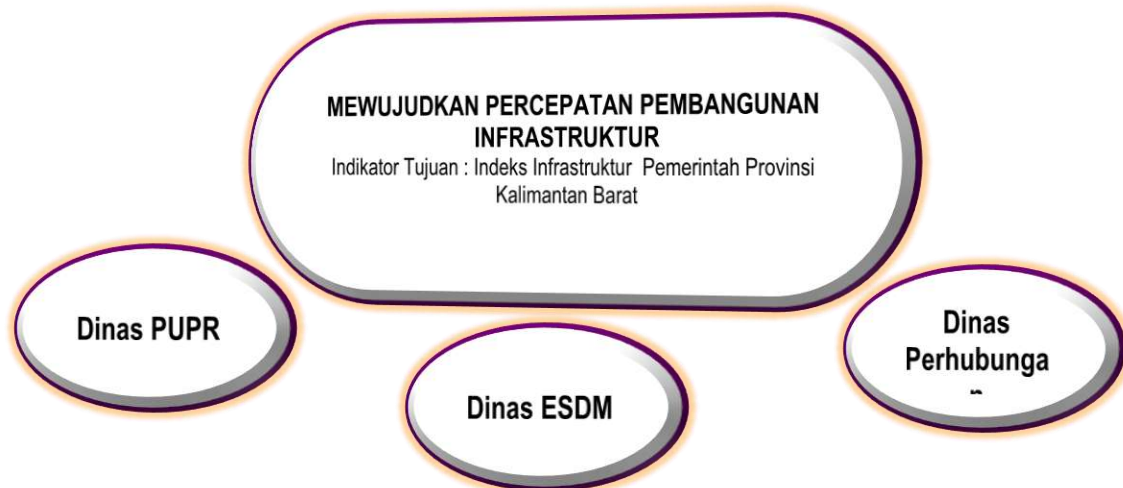 MEWUJUDKAN PERCEPATAN PEMBANGUNAN
INFRASTRUKTUR
Indikator Tujuan : Indeks Infrastruktur Pemerintah Provinsi
Kalimantan Barat
Dinas PUPR
Dinas ESDM
Dinas
Perhubunga
n